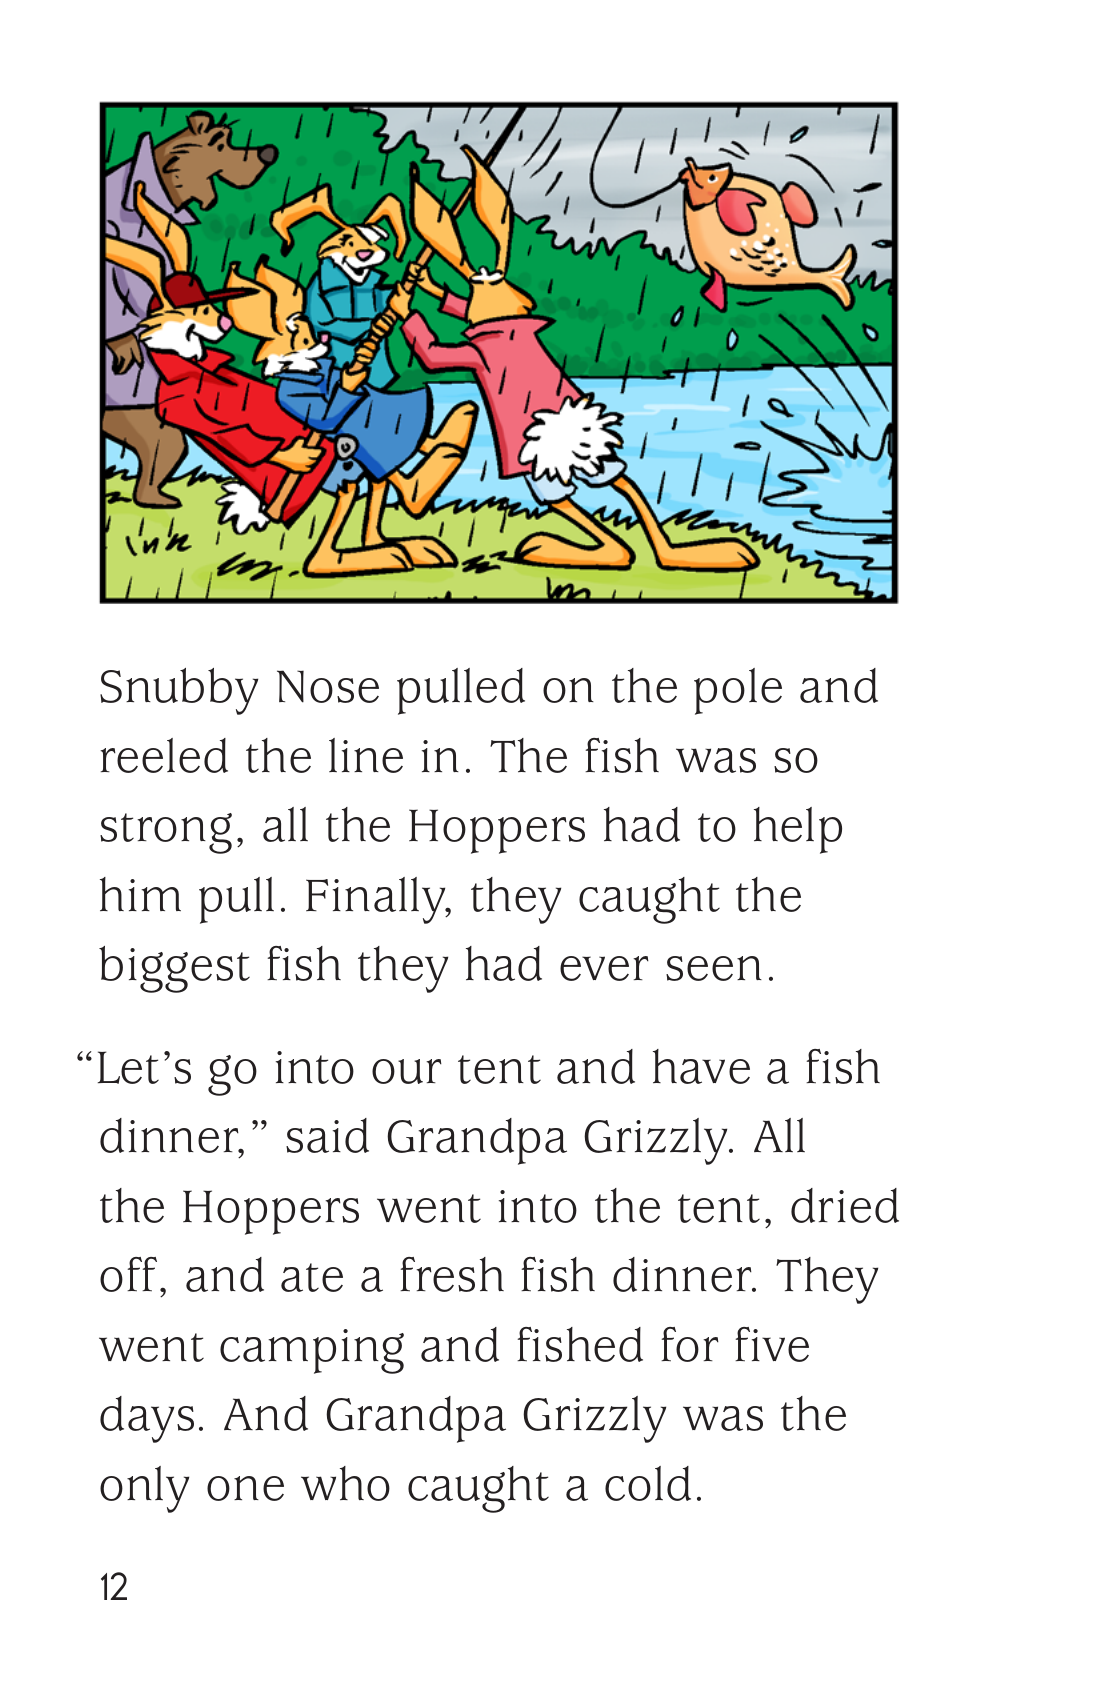 Snubby Nose pulled on the pole and
reeled the line in. The fish was so
strong, all the Hoppers had to help
him pull. Finally, they caught the
biggest fish they had ever seen.
“Let’s go into our tent and have a fish
dinner,” said Grandpa Grizzly. All
the Hoppers went into the tent, dried
off, and ate a fresh fish dinner. They
went camping and fished for five
days. And Grandpa Grizzly was the
only one who caught a cold.
12